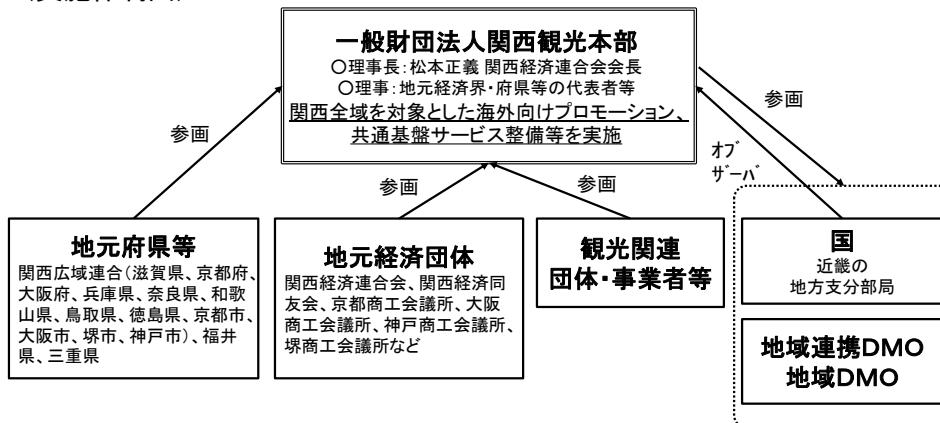 一般財団法人関西観光本部
○理事長：松本正義 関西経済連合会会長
○理事：地元経済界・府県等の代表者等
関西全域を対象とした海外向けプロモーション、
共通基盤サービス整備等を実施
参画
参画
参画
参画
オブ
ザーバ
地元府県等
関西広域連合（滋賀県、京都府、
大阪府、兵庫県、奈良県、和歌
山県、鳥取県、徳島県、京都市、
大阪市、堺市、神戸市）、福井
県、三重県
地元経済団体
関西経済連合会、関西経済同
友会、京都商工会議所、大阪
商工会議所、神戸商工会議所、
堺商工会議所など
観光関連
団体・事業者等
国
近畿の
地方支分部局
地域連携DMO
地域DMO